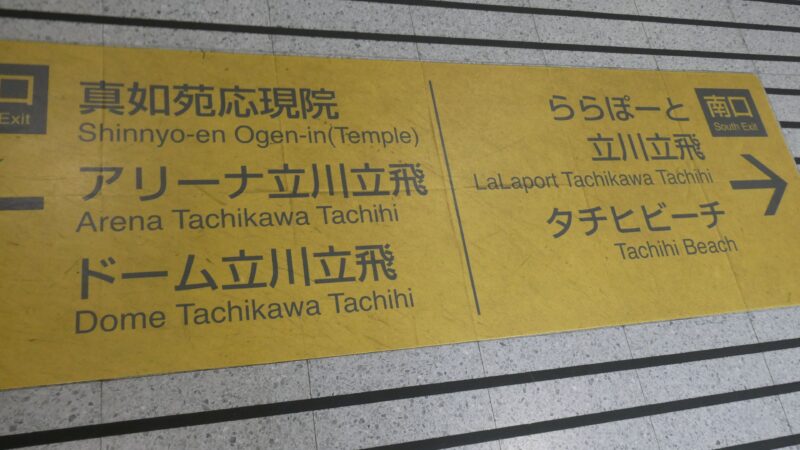 口
Exit
真如苑応現院
Shinnyo-en Ogen-in(Temple)
アリーナ立川立飛
Arena Tachikawa Tachihi
ドーム立川立飛
Dome Tachikawa Tachihi
ららぽーと
立川立飛
LaLaport Tachikawa Tachihi
タチヒビーチ
Tachihi Beach
南口
South Exit